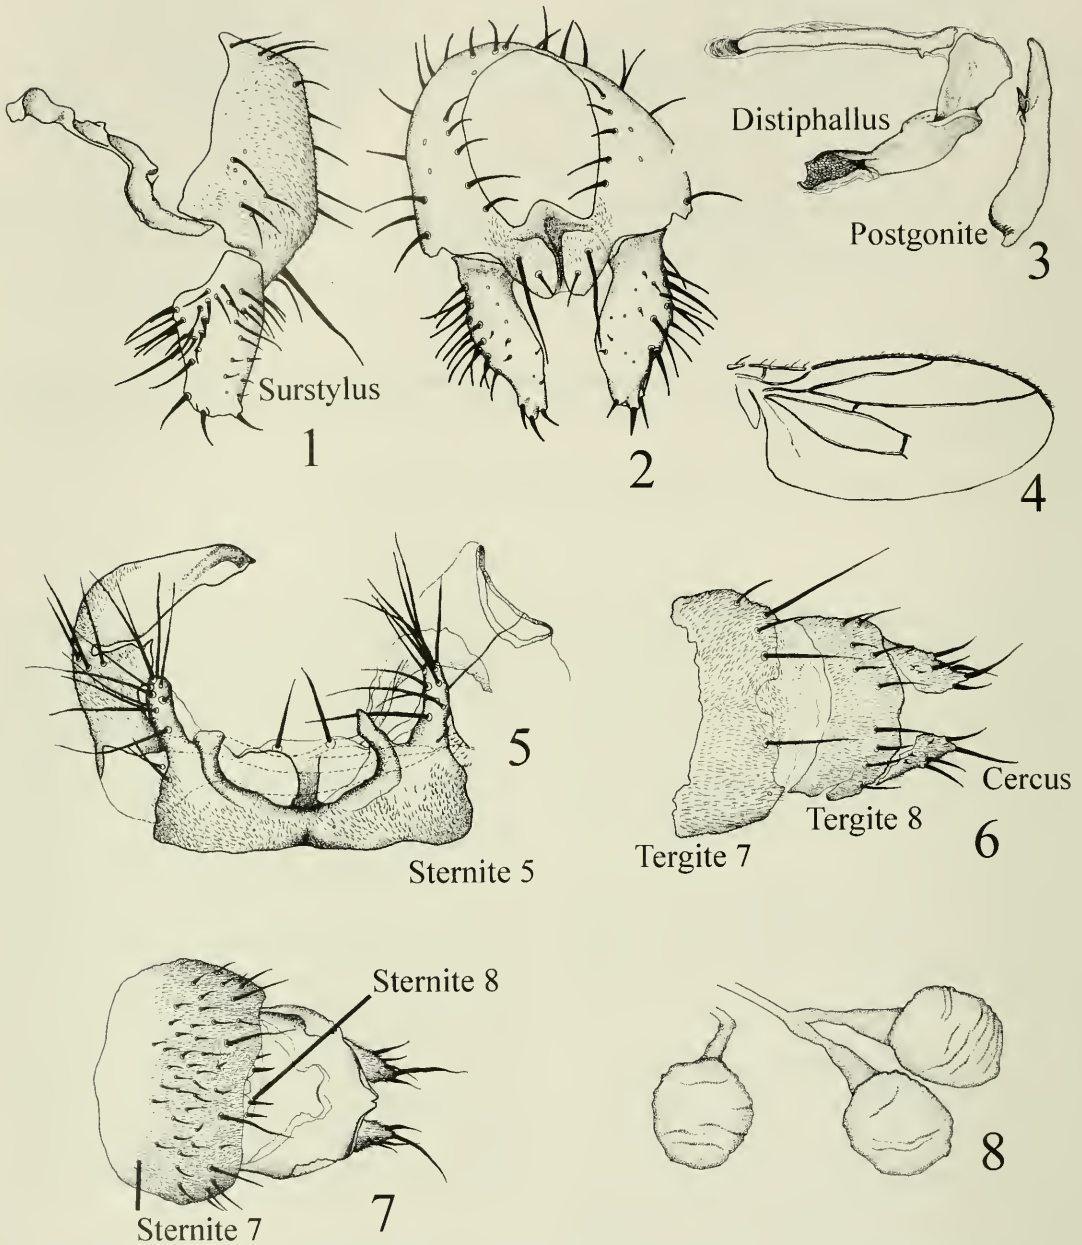 Distiphallus
Postgonite
3
Surstylus
1
2
4
5
Sternite 5
Cercus
Tergite 8
6
Tergite 7
Sternite 8
Sternite 7
7
8